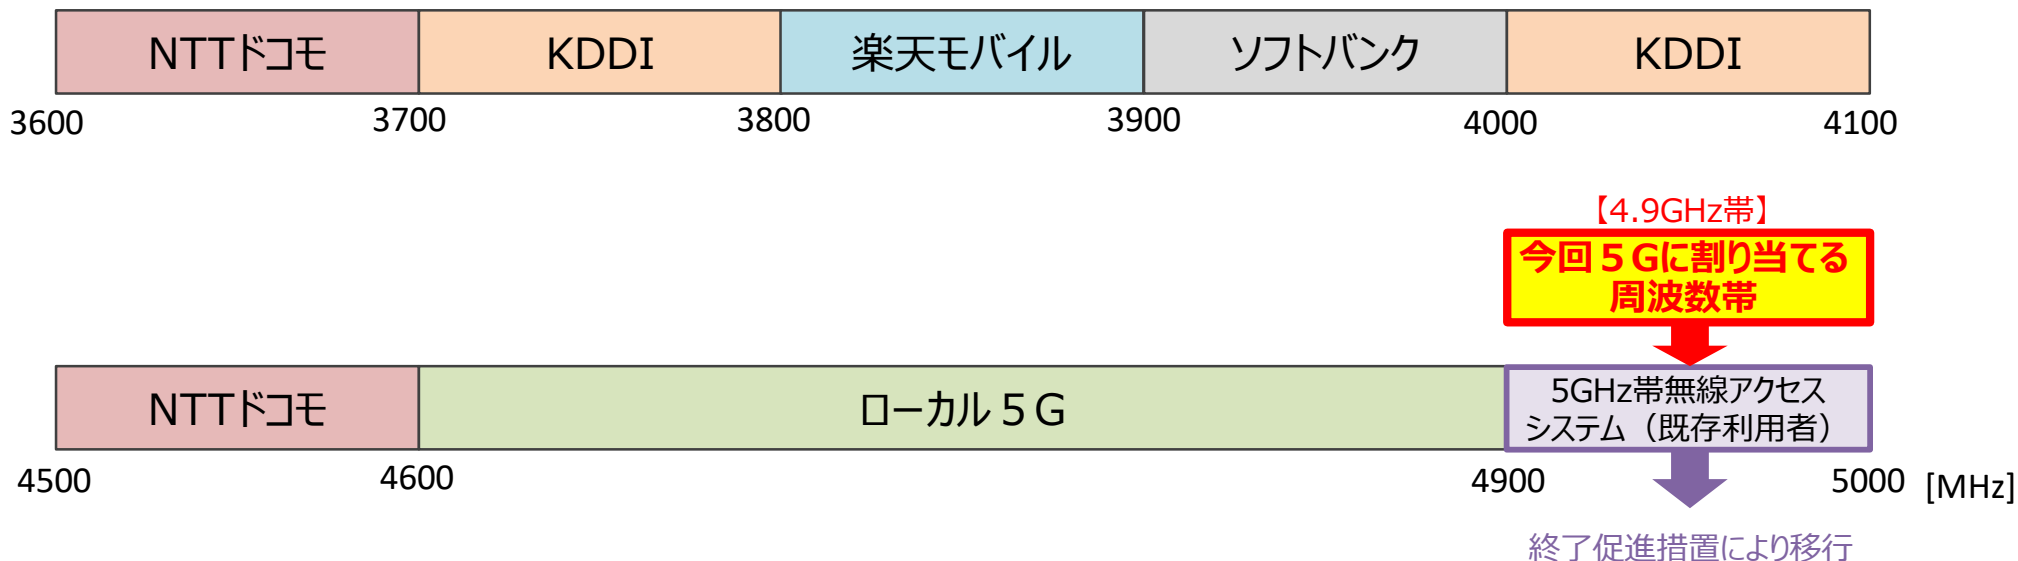 NTTドコモ KDDI 楽天モバイル ソフトバンク KDDI
3600 3700 3800 3900 4000 4100
【4.9GHz帯】
今回５Gに割り当てる
周波数帯
NTTドコモ ローカル５G 5GHz帯無線アクセス
システム（既存利用者）
4500 4600 4900 5000 [MHz]
終了促進措置により移行